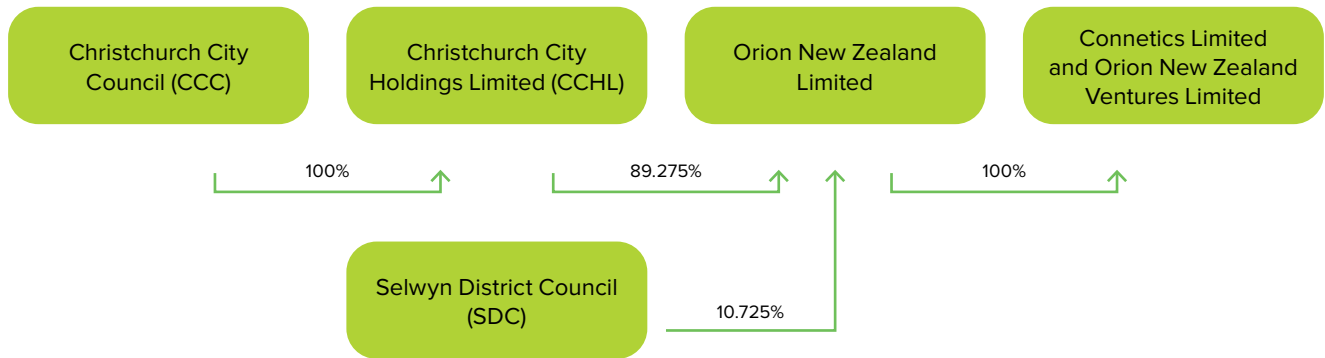 Christchurch City
Council (CCC)
Christchurch City
Holdings Limited (CCHL)
Orion New Zealand
Limited
Connetics Limited
and Orion New Zealand
Ventures Limited
100%
89.275%
100%
Selwyn District Council
(SDC)
10.725%